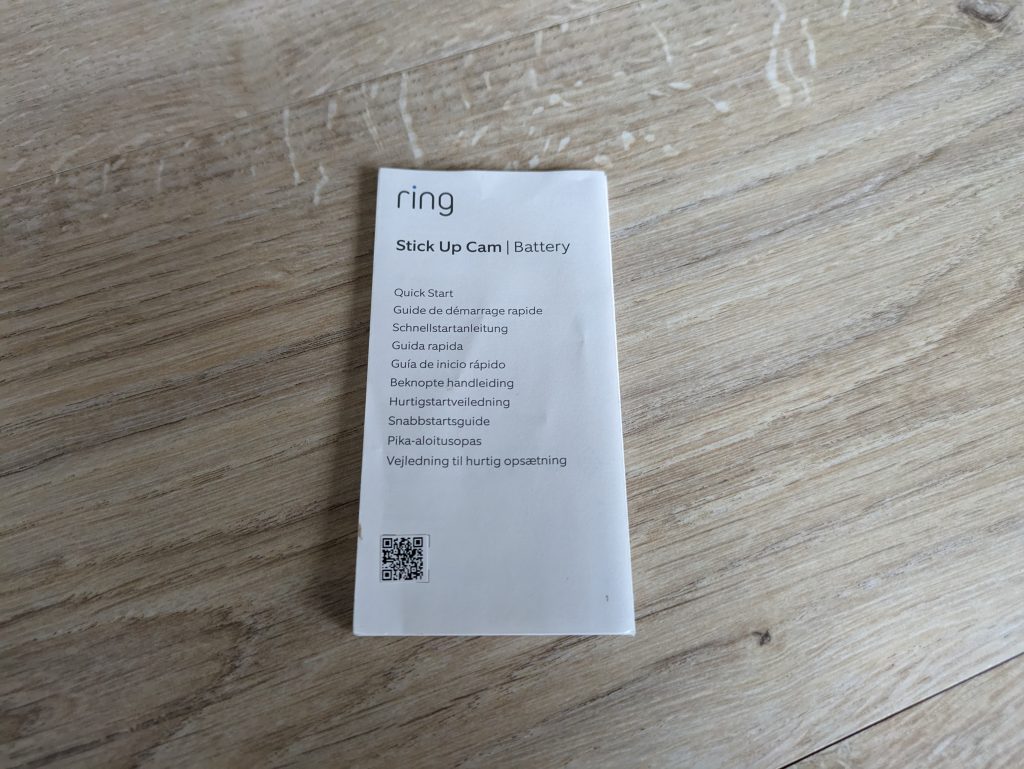 ring
Stick Up Cam | Battery
Quick Start
Guide de démarrage rapide
Schnellstartanleitung
Guida rapida
Guía de inicio rápido
Beknopte handleiding
Hurtigstartveiledning
Snabbstartsguide
Pika-aloitusopas
Vejledning til hurtig opsætning
1